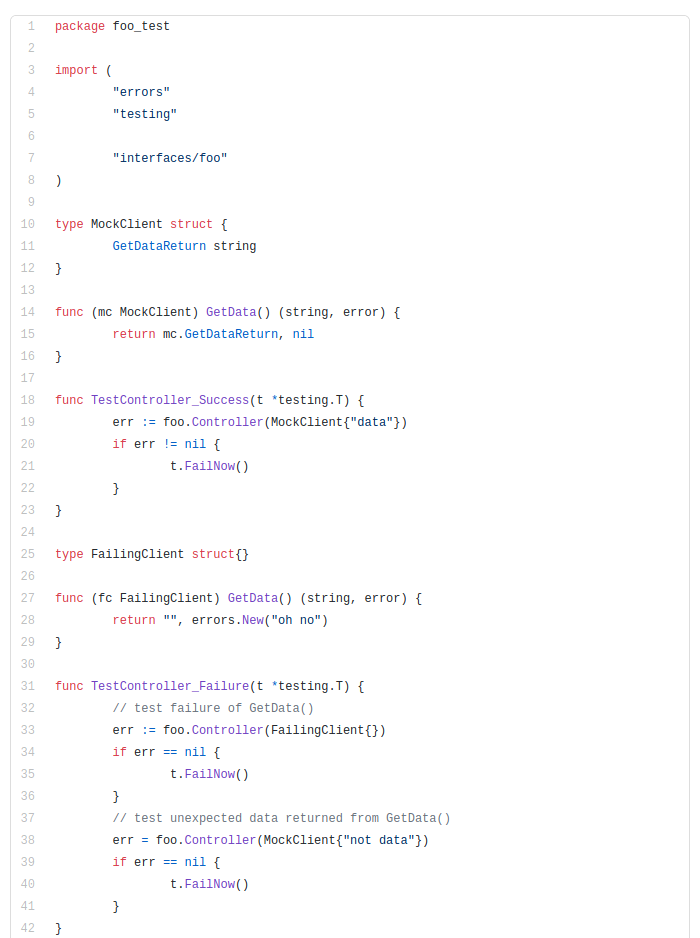 1 package foo_test
2
3 import (
4 "errors"
5 "testing"
6
7 "interfaces/foo"
8 )
9
10 type MockClient struct {
11 GetDataReturn string
12 }
13
14 func (mc MockClient) GetData() (string, error) {
15 return mc.GetDataReturn, nil
16 }
17
18 func TestController_Success(t *testing.T) {
19 err := foo.Controller(MockClient{"data"})
20 if err != nil {
21 t.FailNow()
22 }
23 }
24
25 type FailingClient struct{}
26
27 func (fc FailingClient) GetData() (string, error) {
28 return "", errors.New("oh no")
29 }
30
31 func TestController_Failure(t *testing.T) {
32 // test failure of GetData()
33 err := foo.Controller(FailingClient{})
34 if err == nil {
35 t.FailNow()
36 }
37 // test unexpected data returned from GetData()
38 err = foo.Controller(MockClient{"not data"})
39 if err == nil {
40 t.FailNow()
41 }
42 }